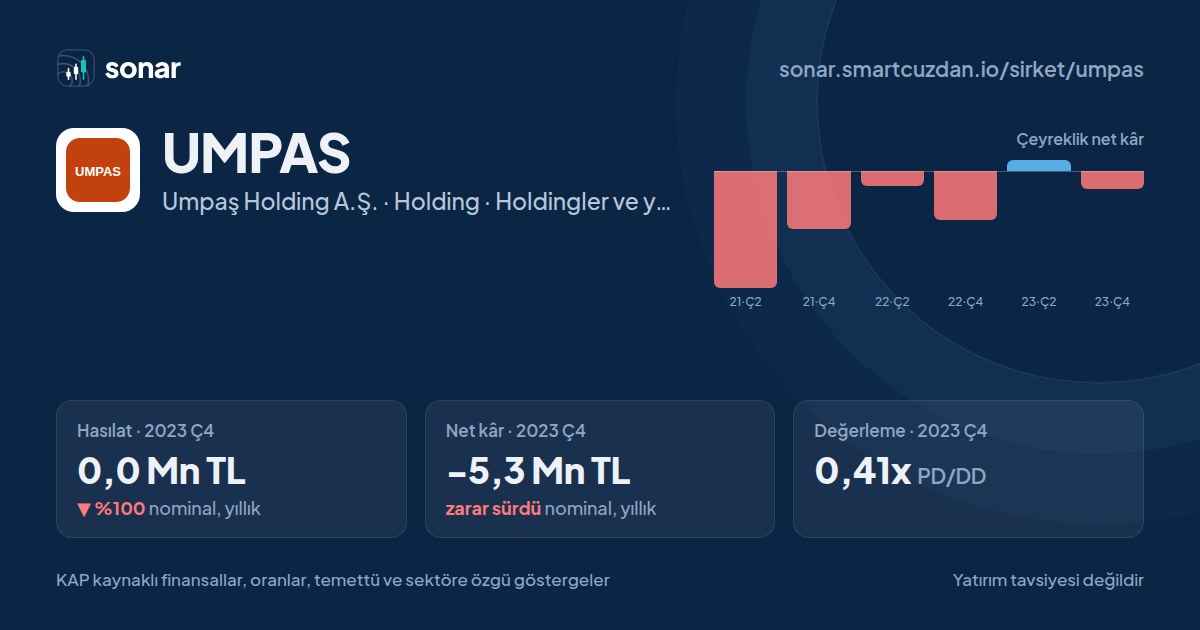 sonar
sonar.smartcuzdan.io/sirket/umpas
UMPAS
UMPAS
Umpaş Holding A.Ş. · Holding · Holdingler ve y...
Çeyreklik net kâr
21·Ç2 21·Ç4 22·Ç2 22·Ç4 23·Ç2 23·Ç4
Hasılat · 2023 Ç4
0,0 Mn TL
▼ %100 nominal, yıllık
Net kâr · 2023 Ç4
−5,3 Mn TL
zarar sürdü nominal, yıllık
Değerleme · 2023 Ç4
0,41x PD/DD
KAP kaynaklı finansallar, oranlar, temettü ve sektöre özgü göstergeler
Yatırım tavsiyesi değildir